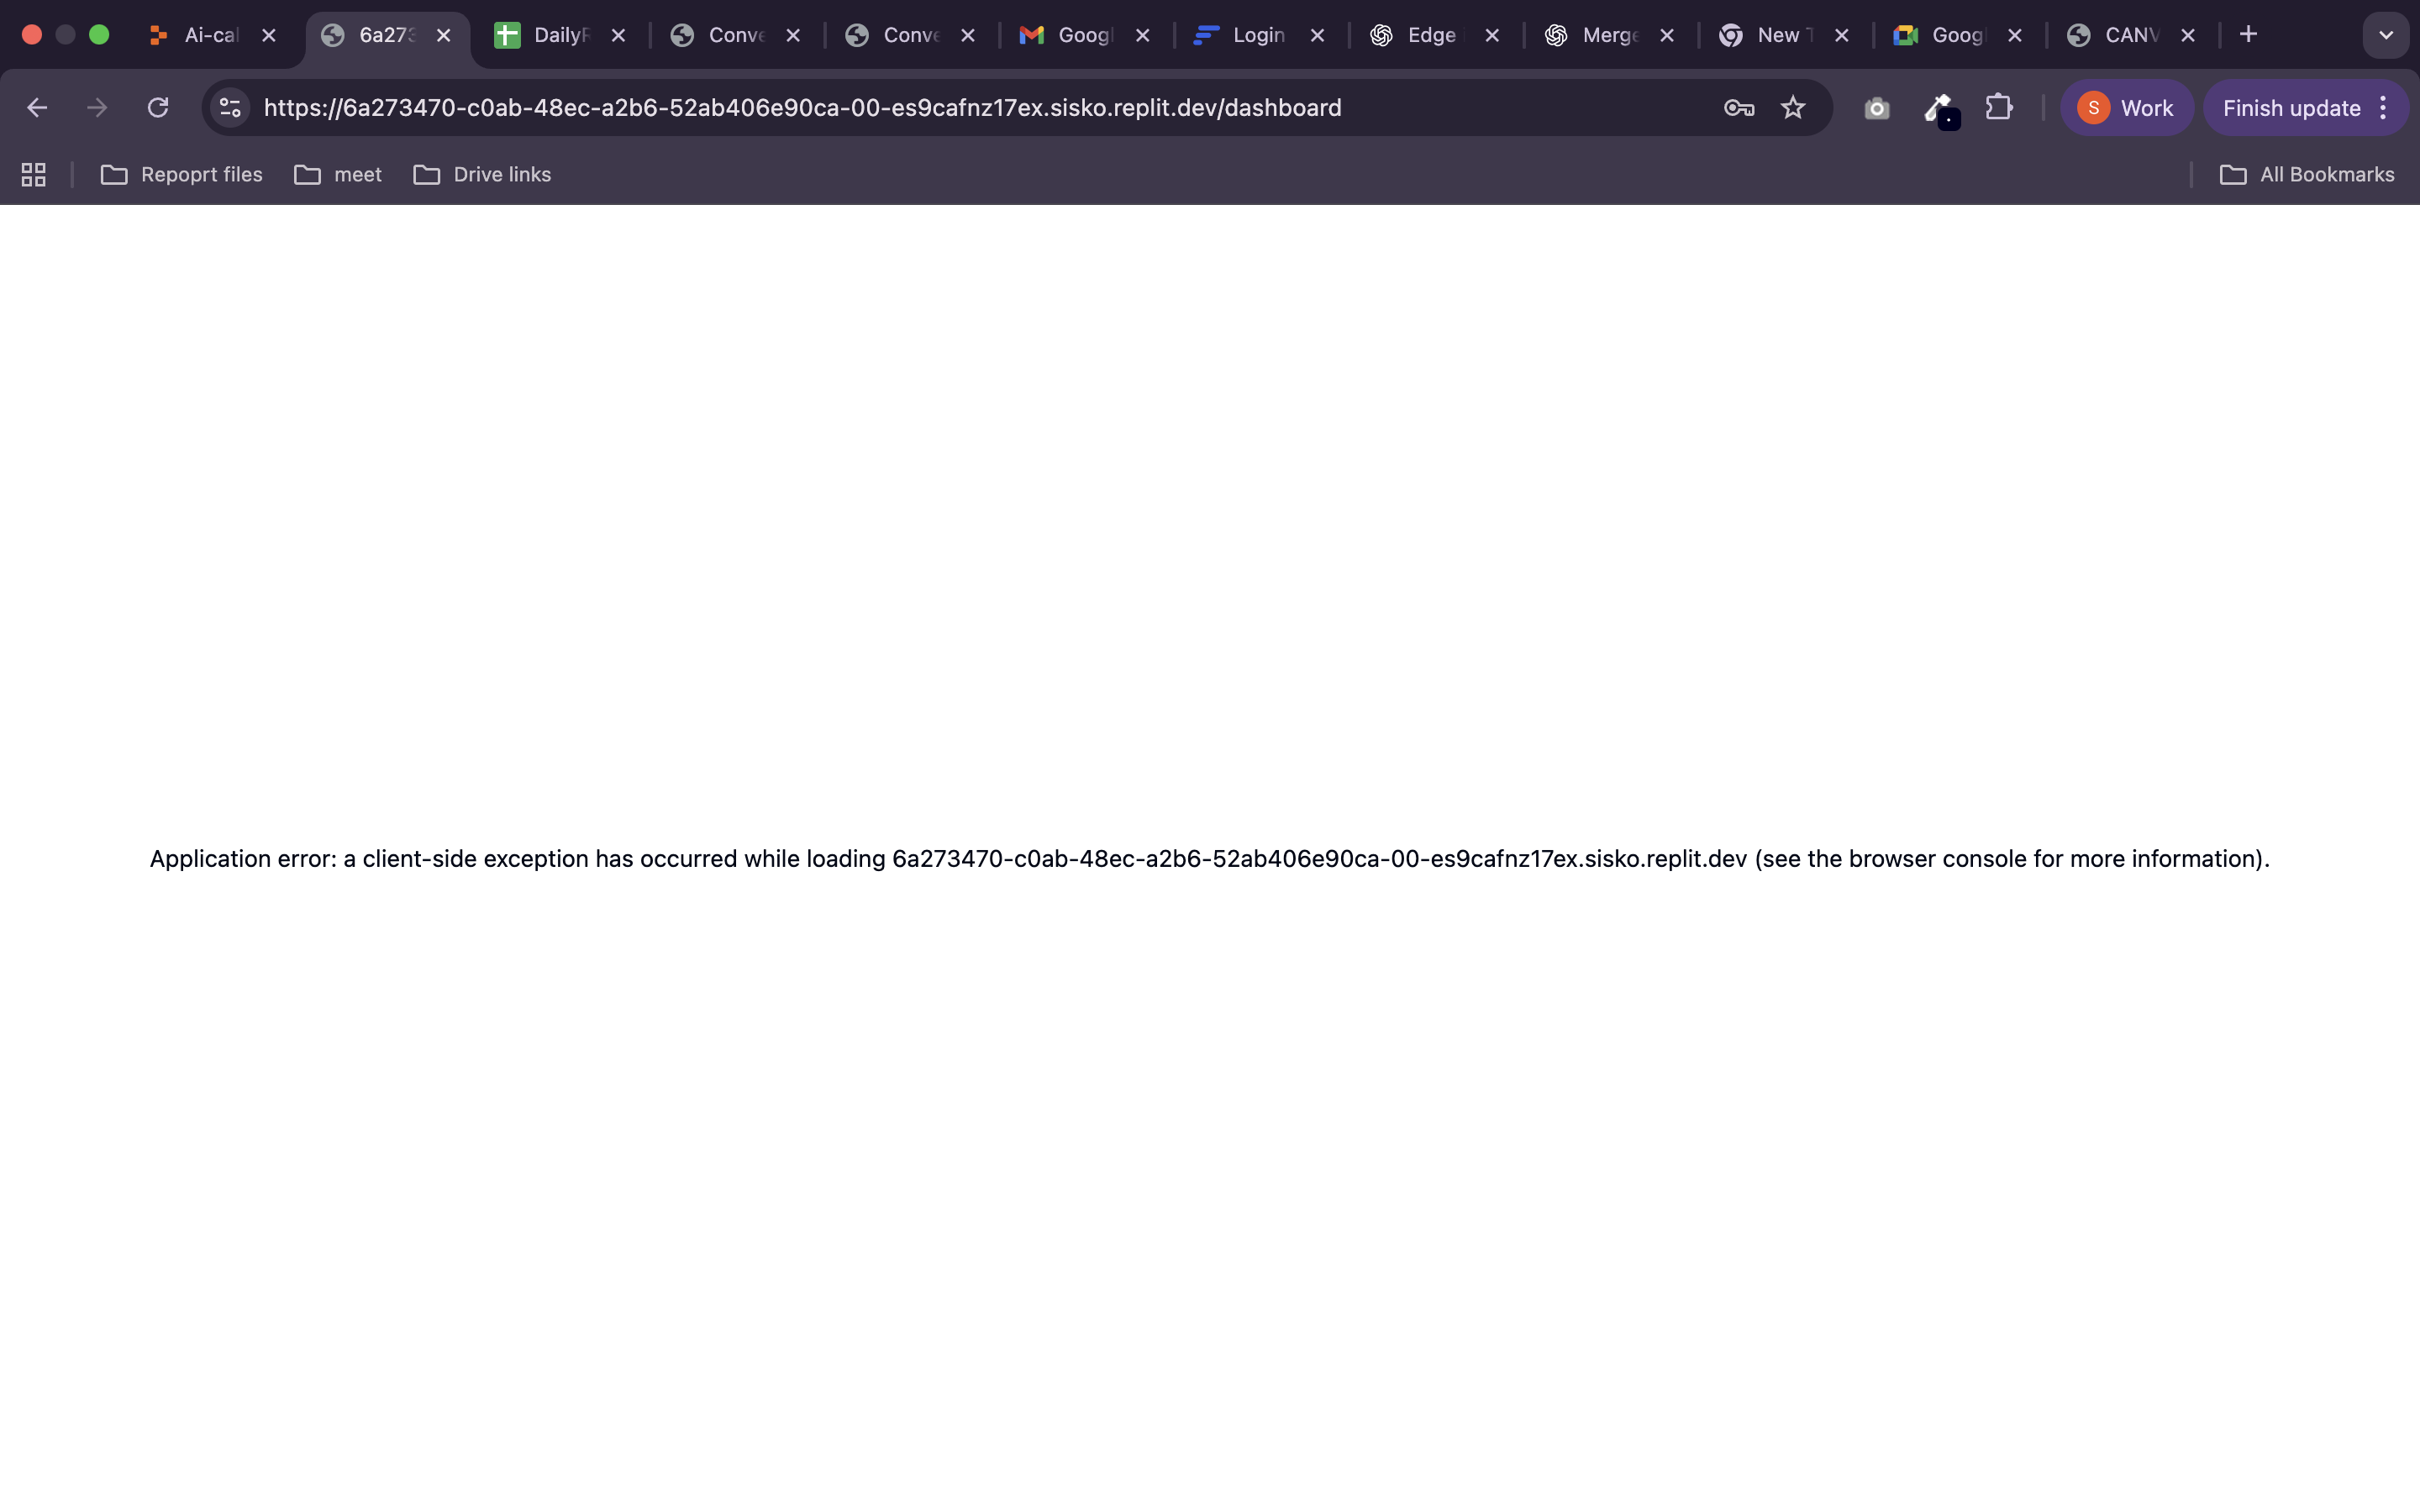 Ai-cal
6a273
DailyR
Conve
Conve
Googl
Login
Edge
Merge
New T
Goog
CANV
https://6a273470-c0ab-48ec-a2b6-52ab406e90ca-00-es9cafnz17ex.sisko.replit.dev/dashboard
S
Work
Finish update
Repoprt files
meet
Drive links
All Bookmarks
Application error: a client-side exception has occurred while loading 6a273470-c0ab-48ec-a2b6-52ab406e90ca-00-es9cafnz17ex.sisko.replit.dev (see the browser console for more information).